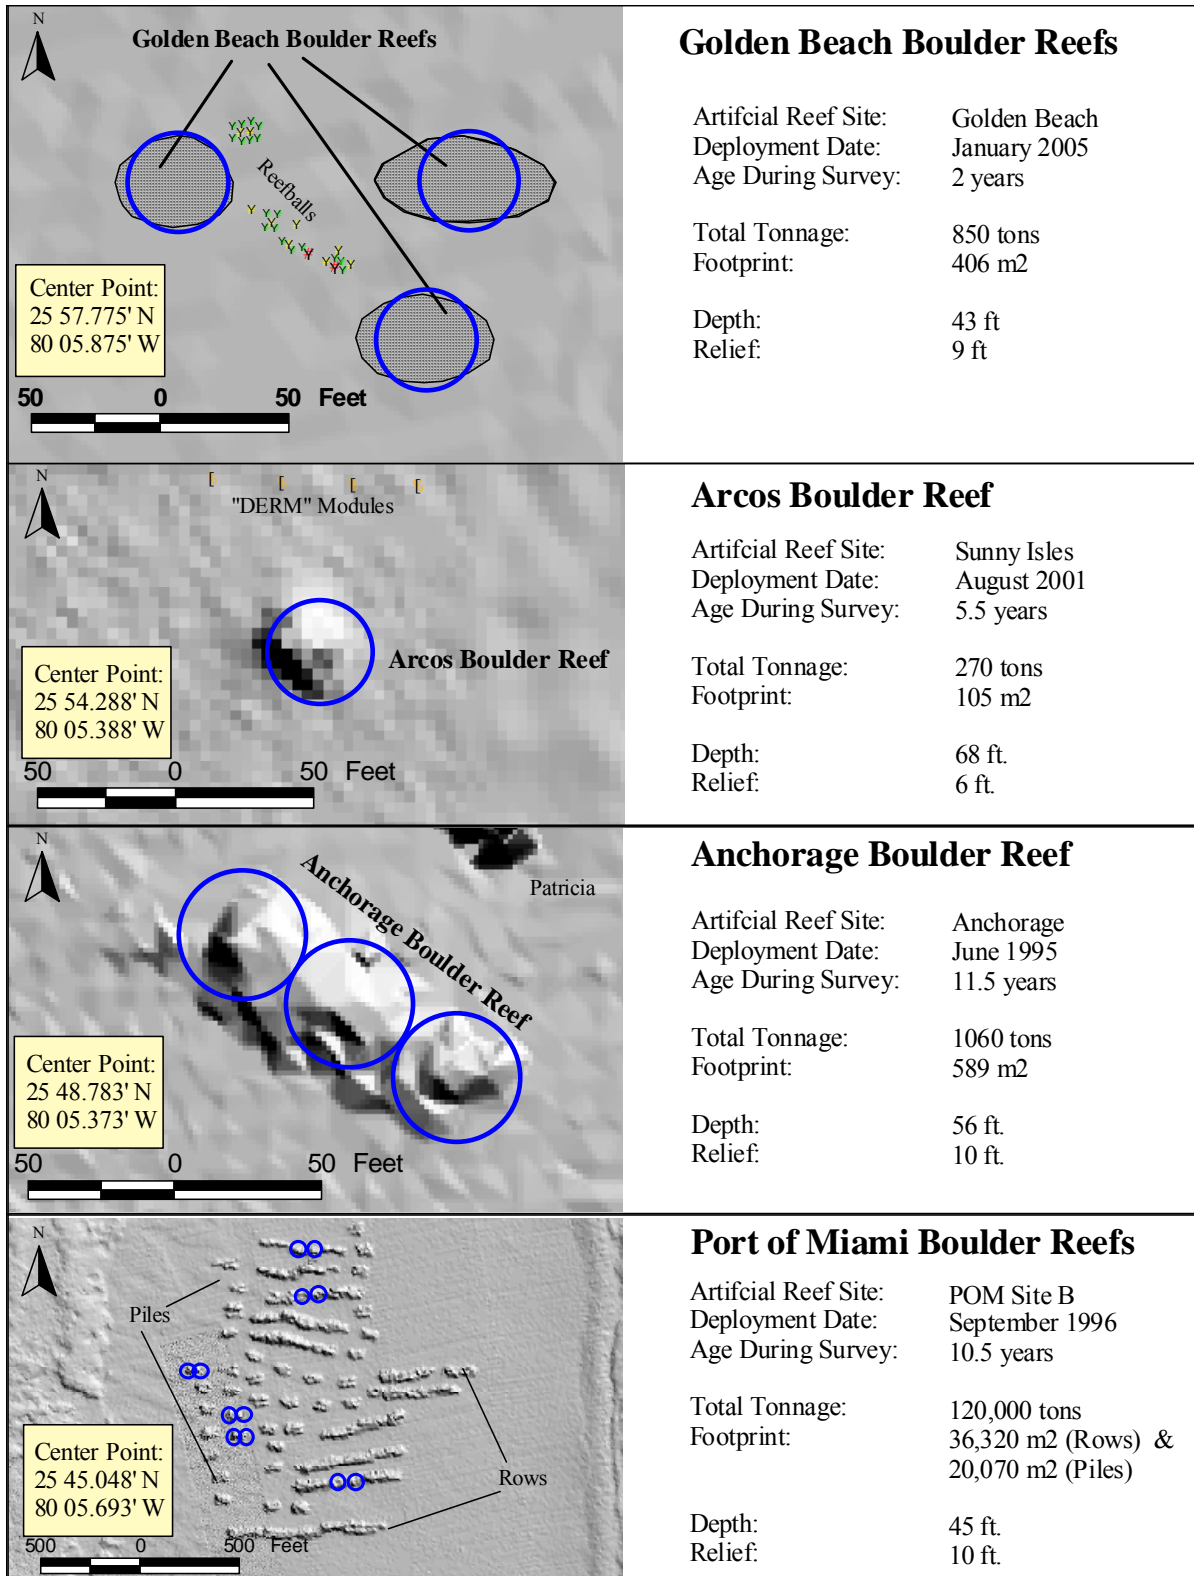 N
Golden Beach Boulder Reefs
Reefballs
Center Point:
25 57.775' N
80 05.875' W
50 0 50 Feet
Golden Beach Boulder Reefs
Artifcial Reef Site: Golden Beach
Deployment Date: January 2005
Age During Survey: 2 years
Total Tonnage: 850 tons
Footprint: 406 m2
Depth: 43 ft
Relief: 9 ft
N
"DERM" Modules
Arcos Boulder Reef
Center Point:
25 54.288' N
80 05.388' W
50 0 50 Feet
Arcos Boulder Reef
Artifcial Reef Site: Sunny Isles
Deployment Date: August 2001
Age During Survey: 5.5 years
Total Tonnage: 270 tons
Footprint: 105 m2
Depth: 68 ft.
Relief: 6 ft.
N
Anchorage Boulder Reef
Patricia
Center Point:
25 48.783' N
80 05.373' W
50 0 50 Feet
Anchorage Boulder Reef
Artifcial Reef Site: Anchorage
Deployment Date: June 1995
Age During Survey: 11.5 years
Total Tonnage: 1060 tons
Footprint: 589 m2
Depth: 56 ft.
Relief: 10 ft.
N
Piles
Rows
Center Point:
25 45.048' N
80 05.693' W
500 0 500 Feet
Port of Miami Boulder Reefs
Artifcial Reef Site: POM Site B
Deployment Date: September 1996
Age During Survey: 10.5 years
Total Tonnage: 120,000 tons
Footprint: 36,320 m2 (Rows) &
20,070 m2 (Piles)
Depth: 45 ft.
Relief: 10 ft.